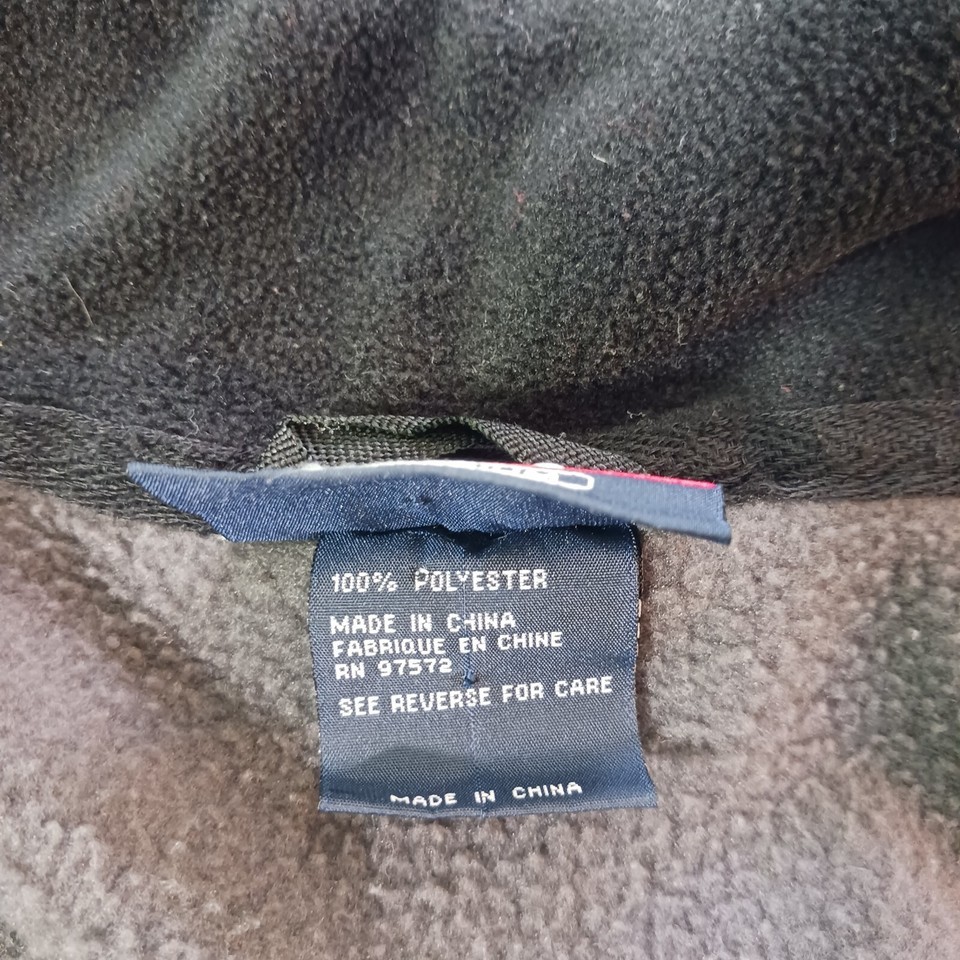 100% POLYESTER
MADE IN CHINA
FABRIQUE EN CHINE
RN 97572
SEE REVERSE FOR CARE
MADE IN CHINA